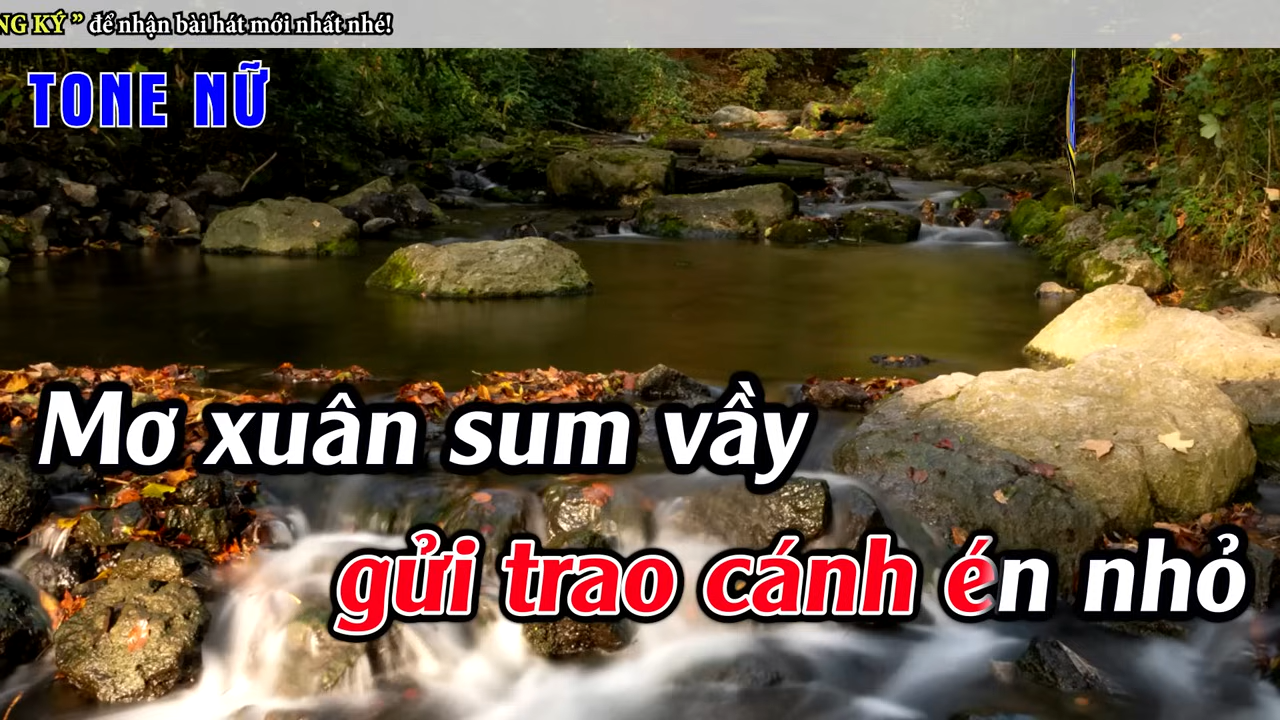 NG KÝ ” để nhận bài hát mới nhất nhé!
TONE NỮ
Mơ xuân sum vầy
gửi trao cánh én nhỏ